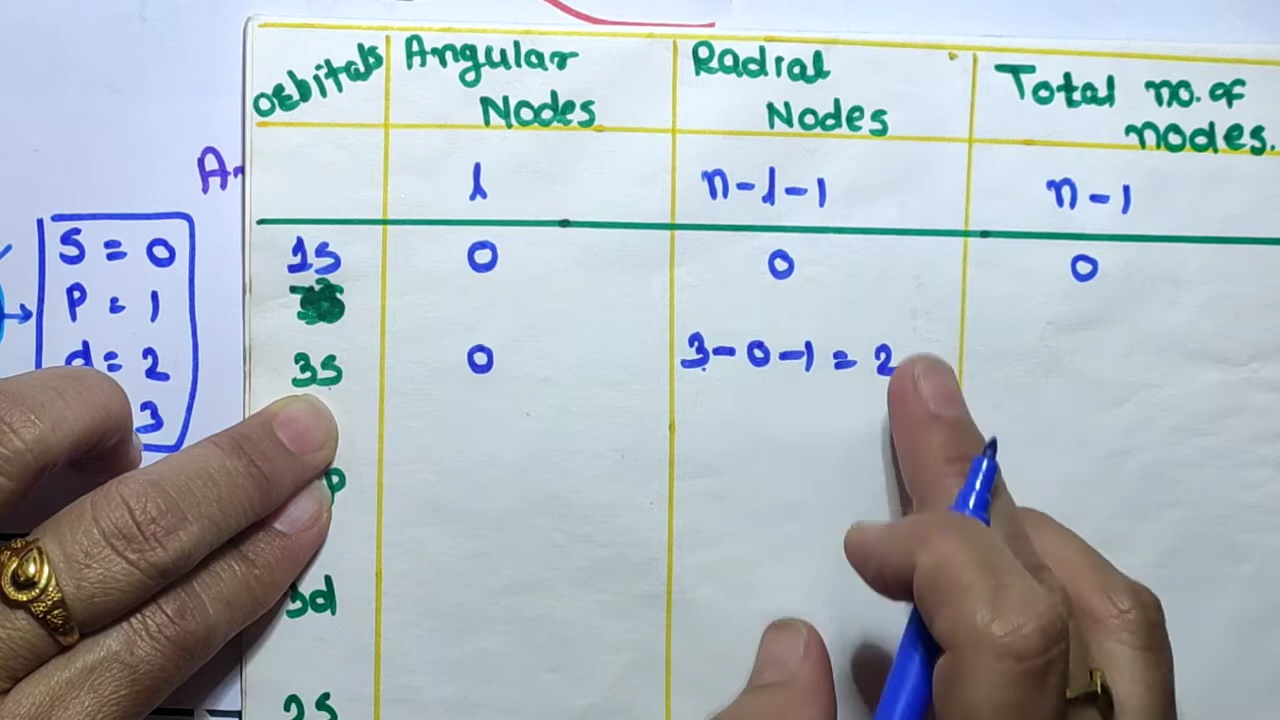 Orbitals Angular Nodes Radial Nodes Total no. of nodes.
l n-l-1 n-1
1s 0 0 0
3s 0 3-0-1 = 2
p
3d
2s
S = 0
P = 1
d = 2
3
A